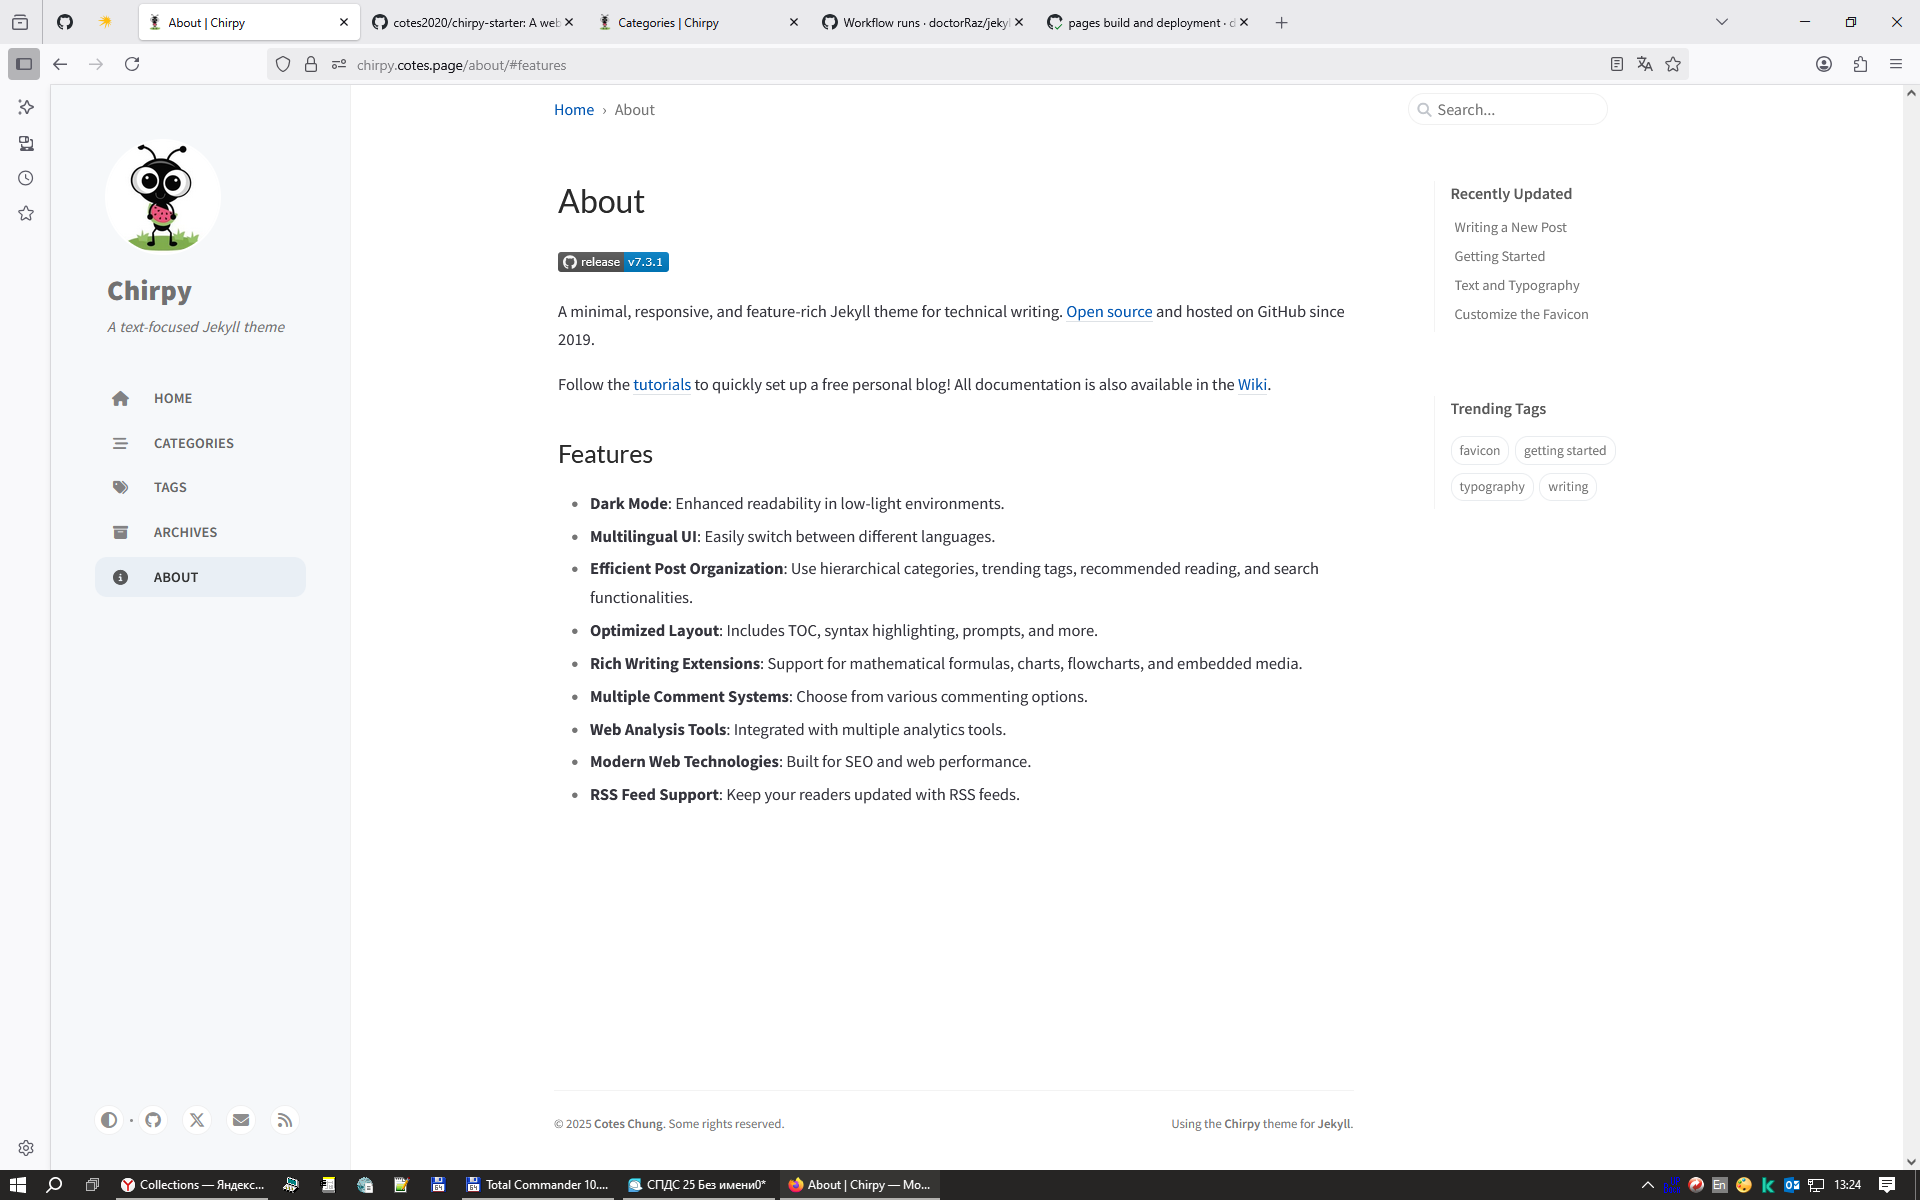 About | Chirpy
cotes2020/chirpy-starter: A web
Categories | Chirpy
Workflow runs · doctorRaz/jekyl
pages build and deployment · d
chirpy.cotes.page/about/#features
Chirpy
A text-focused Jekyll theme
HOME
CATEGORIES
TAGS
ARCHIVES
ABOUT
Home › About
Search...
About
release v7.3.1
A minimal, responsive, and feature-rich Jekyll theme for technical writing. Open source and hosted on GitHub since
2019.
Follow the tutorials to quickly set up a free personal blog! All documentation is also available in the Wiki.
Features
Dark Mode: Enhanced readability in low-light environments.
Multilingual UI: Easily switch between different languages.
Efficient Post Organization: Use hierarchical categories, trending tags, recommended reading, and search
functionalities.
Optimized Layout: Includes TOC, syntax highlighting, prompts, and more.
Rich Writing Extensions: Support for mathematical formulas, charts, flowcharts, and embedded media.
Multiple Comment Systems: Choose from various commenting options.
Web Analysis Tools: Integrated with multiple analytics tools.
Modern Web Technologies: Built for SEO and web performance.
RSS Feed Support: Keep your readers updated with RSS feeds.
Recently Updated
Writing a New Post
Getting Started
Text and Typography
Customize the Favicon
Trending Tags
favicon
getting started
typography
writing
© 2025 Cotes Chung. Some rights reserved.
Using the Chirpy theme for Jekyll.
Collections — Яндекс...
Total Commander 10....
СПДС 25 Без имени0*
About | Chirpy — Mo...
En
13:24